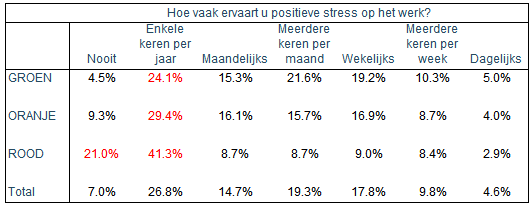 Hoe vaak ervaart u positieve stress op het werk?
Nooit Enkele keren per jaar Maandelijks Meerdere keren per maand Wekelijks Meerdere keren per week Dagelijks
GROEN 4.5% 24.1% 15.3% 21.6% 19.2% 10.3% 5.0%
ORANJE 9.3% 29.4% 16.1% 15.7% 16.9% 8.7% 4.0%
ROOD 21.0% 41.3% 8.7% 8.7% 9.0% 8.4% 2.9%
Total 7.0% 26.8% 14.7% 19.3% 17.8% 9.8% 4.6%